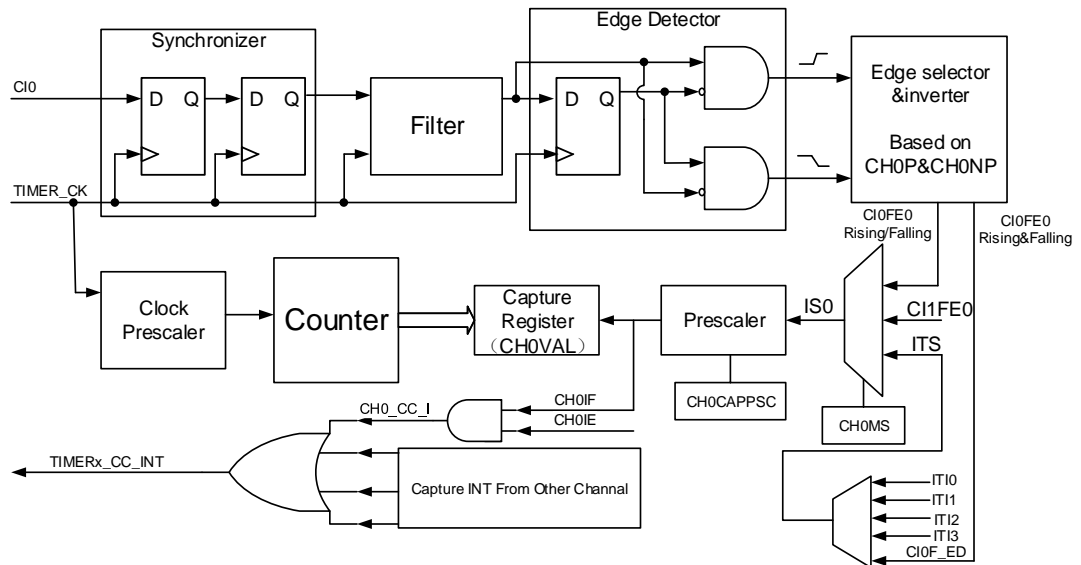 Edge Detector
Synchronizer
CI0
D Q
D Q
Filter
D Q
Edge selector
&inverter
Based on
CH0P&CH0NP
TIMER_CK
CI0FE0
Rising/Falling
CI0FE0
Rising&Falling
Clock
Prescaler
Counter
Capture
Register
（CH0VAL）
Prescaler
IS0
CI1FE0
ITS
CH0CAPPSC
CH0MS
CH0_CC_I
CH0IF
CH0IE
TIMERx_CC_INT
Capture INT From Other Channel
ITI0
ITI1
ITI2
ITI3
CI0F_ED